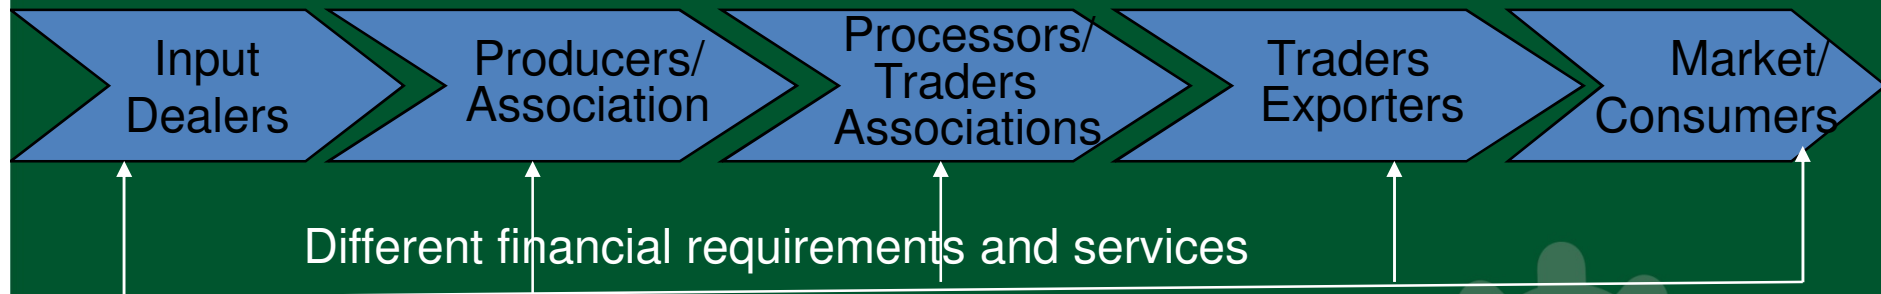 Input
Dealers
Producers/
Association
Processors/
Traders
Associations
Traders
Exporters
Market/
Consumers
Different financial requirements and services